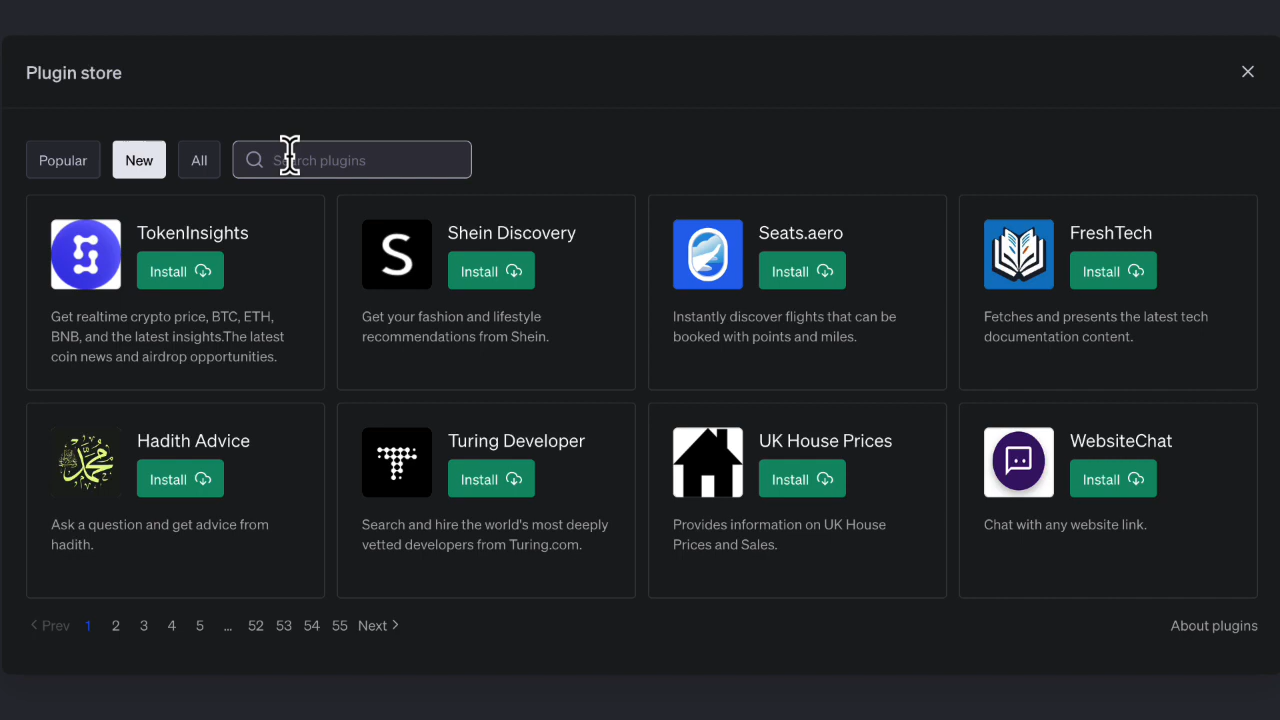 Plugin store
Popular
New
All
Search plugins
TokenInsights
Install
Get realtime crypto price, BTC, ETH,
BNB, and the latest insights.The latest
coin news and airdrop opportunities.
S
Shein Discovery
Install
Get your fashion and lifestyle
recommendations from Shein.
Seats.aero
Install
Instantly discover flights that can be
booked with points and miles.
FreshTech
Install
Fetches and presents the latest tech
documentation content.
Hadith Advice
Install
Ask a question and get advice from
hadith.
Turing Developer
Install
Search and hire the world's most deeply
vetted developers from Turing.com.
UK House Prices
Install
Provides information on UK House
Prices and Sales.
WebsiteChat
Install
Chat with any website link.
Prev 1 2 3 4 5 ... 52 53 54 55 Next
About plugins